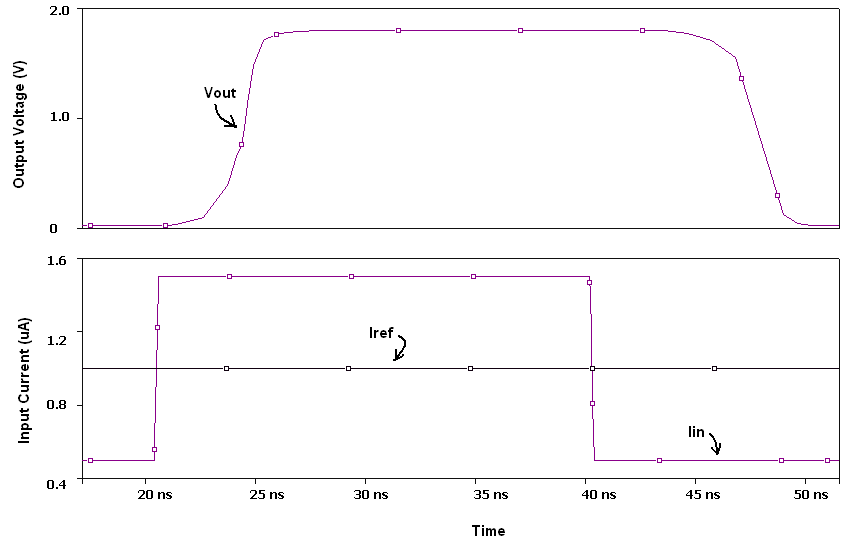 2.0
Output Voltage (V)
Vout
1.0
0
1.6
Input Current (uA)
Iref
1.2
0.8
Iin
0.4
20 ns 25 ns 30 ns 35 ns 40 ns 45 ns 50 ns
Time